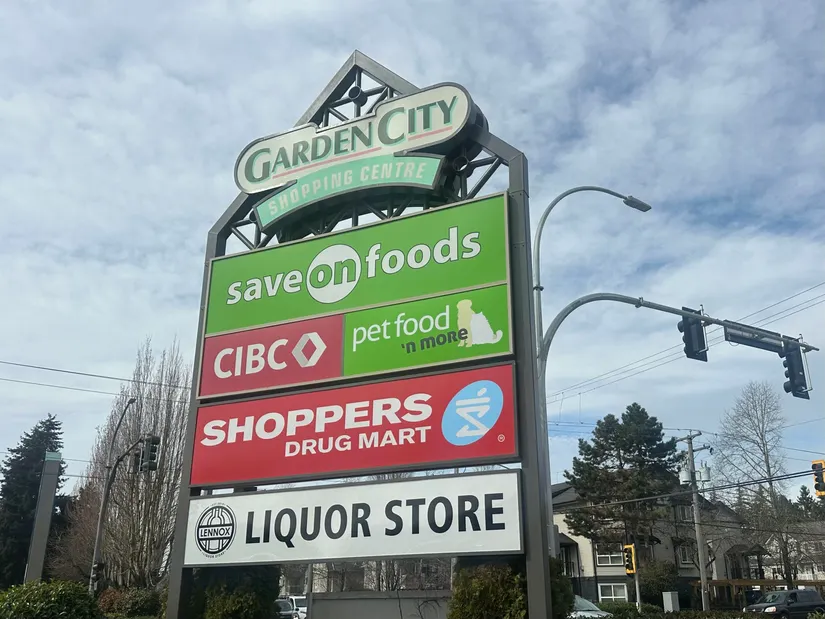 GARDEN CITY
SHOPPING CENTRE
save on foods
CIBC
pet food
'n more
SHOPPERS
DRUG MART
®
LENNOX
LIQUOR STORE